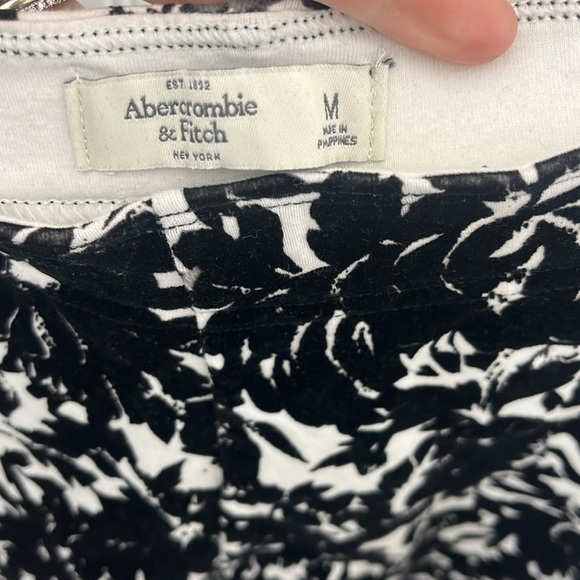 EST. 1892
Abercrombie
& Fitch
NEW YORK
M
MADE IN
PHILIPPINES